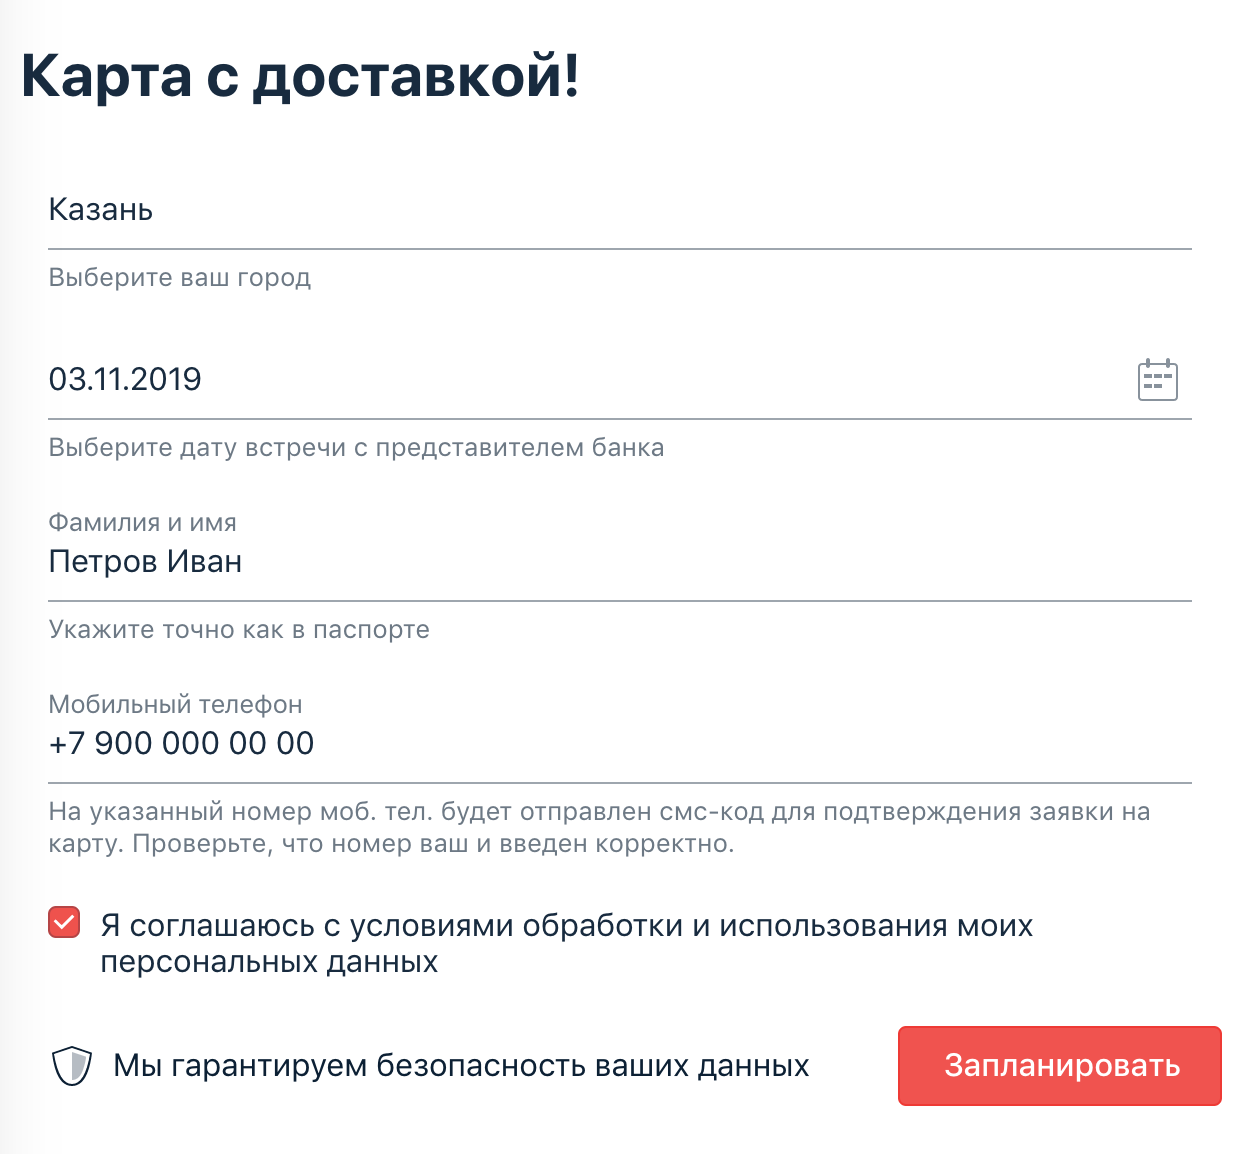 Карта с доставкой!
Казань
Выберите ваш город
03.11.2019
Выберите дату встречи с представителем банка
Фамилия и имя
Петров Иван
Укажите точно как в паспорте
Мобильный телефон
+7 900 000 00 00
На указанный номер моб. тел. будет отправлен смс-код для подтверждения заявки на
карту. Проверьте, что номер ваш и введен корректно.
Я соглашаюсь с условиями обработки и использования моих
персональных данных
Мы гарантируем безопасность ваших данных
Запланировать